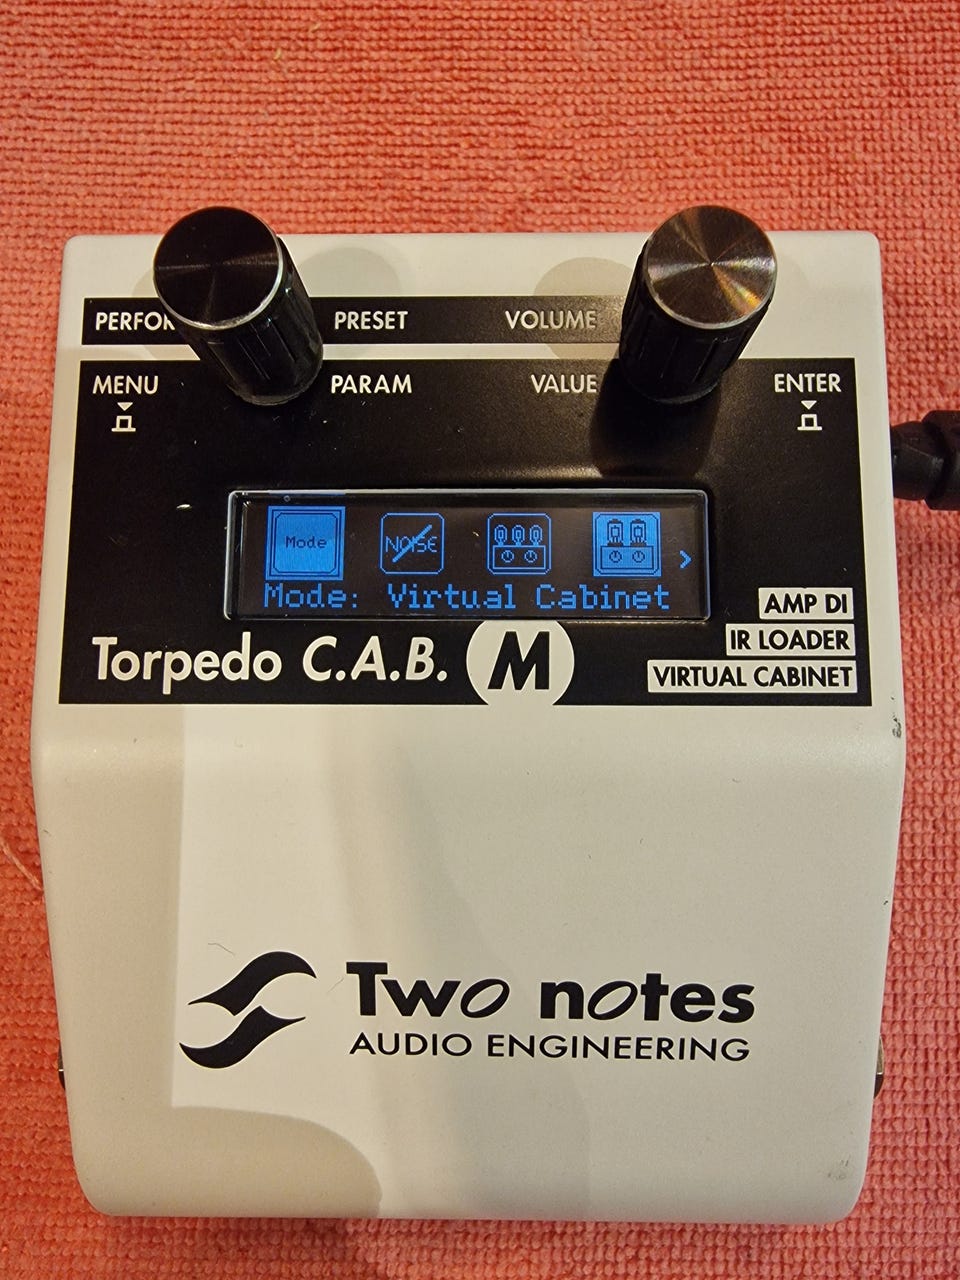 PRESET VOLUME
MENU PARAM VALUE ENTER
Mode NOISE
Mode: Virtual Cabinet
AMP DI
IR LOADER
VIRTUAL CABINET
Torpedo C.A.B. M
Two notes
AUDIO ENGINEERING